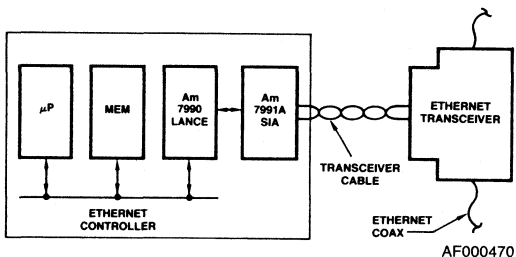 µP
MEM
Am
7990
LANCE
Am
7991A
SIA
ETHERNET
TRANSCEIVER
TRANSCEIVER
CABLE
ETHERNET
CONTROLLER
ETHERNET
COAX
AF000470